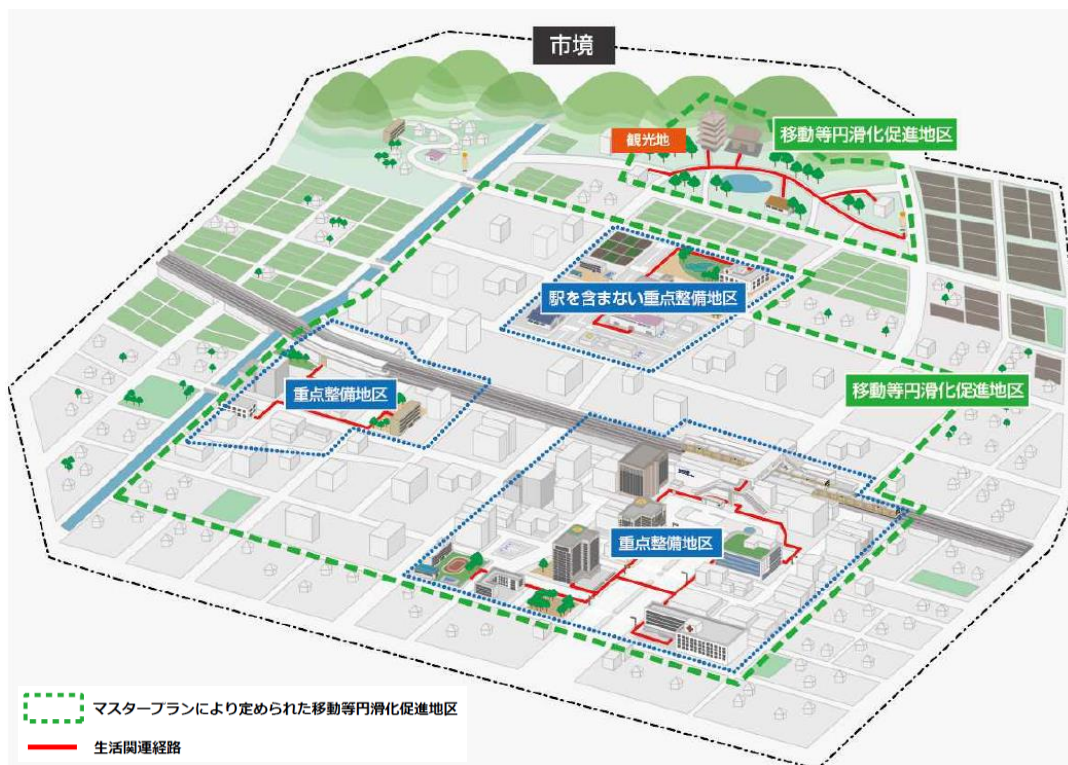 市境
観光地
移動等円滑化促進地区
駅を含まない重点整備地区
重点整備地区
移動等円滑化促進地区
重点整備地区
マスタープランにより定められた移動等円滑化促進地区
生活関連経路